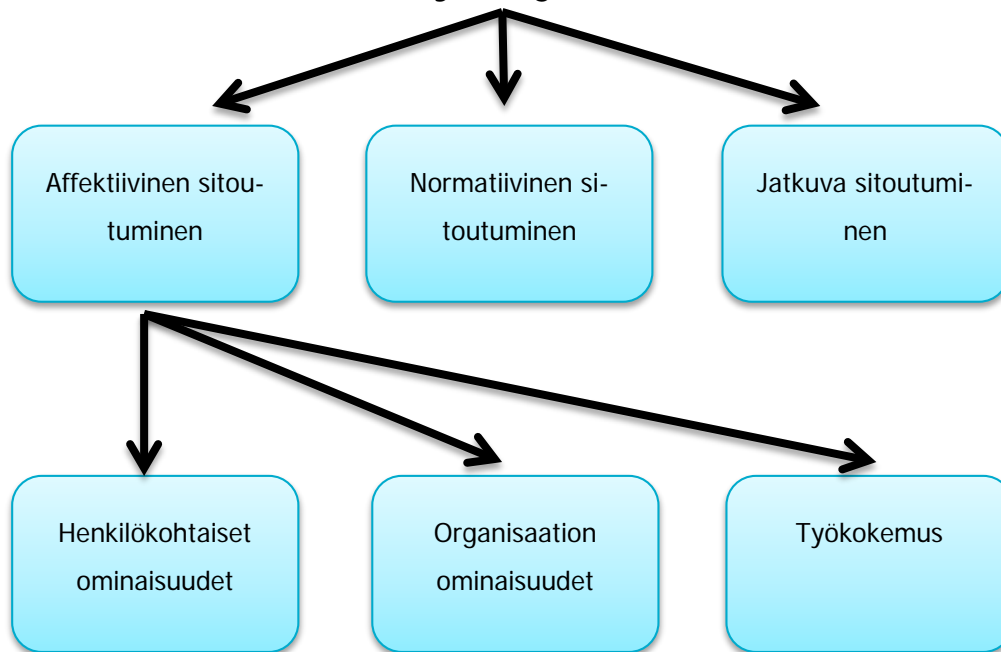 Affektiivinen sitou-
tuminen
Normatiivinen si-
toutuminen
Jatkuva sitoutumi-
nen
Henkilökohtaiset
ominaisuudet
Organisaation
ominaisuudet
Työkokemus